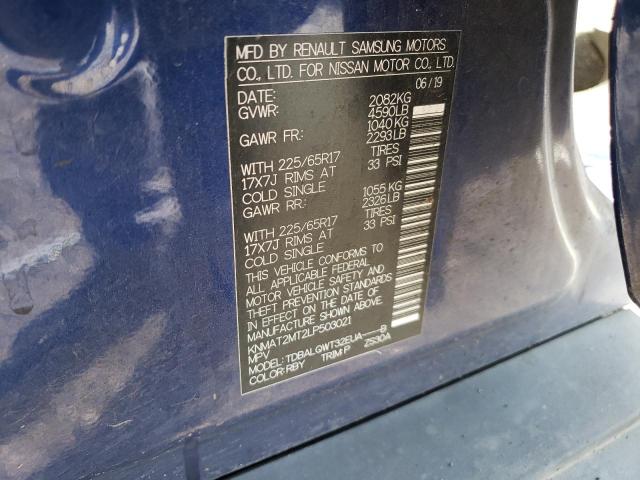 MFD BY RENAULT SAMSUNG MOTORS
CO., LTD. FOR NISSAN MOTOR CO., LTD.
DATE: 06/19
GVWR: 2082KG
4590LB
GAWR FR: 1040KG
2293LB
WITH 225/65R17 TIRES
17X7J RIMS AT 33 PSI
COLD SINGLE
GAWR RR: 1055 KG
2326LB
WITH 225/65R17 TIRES
17X7J RIMS AT 33 PSI
COLD SINGLE
THIS VEHICLE CONFORMS TO
ALL APPLICABLE FEDERAL
MOTOR VEHICLE SAFETY AND
THEFT PREVENTION STANDARDS
IN EFFECT ON THE DATE OF
MANUFACTURE SHOWN ABOVE.
KNMAT2MT2LP503021
MPV
MODEL: TDBALQWT32EUA---B
COLOR: RBY TRIM: P ZS30A